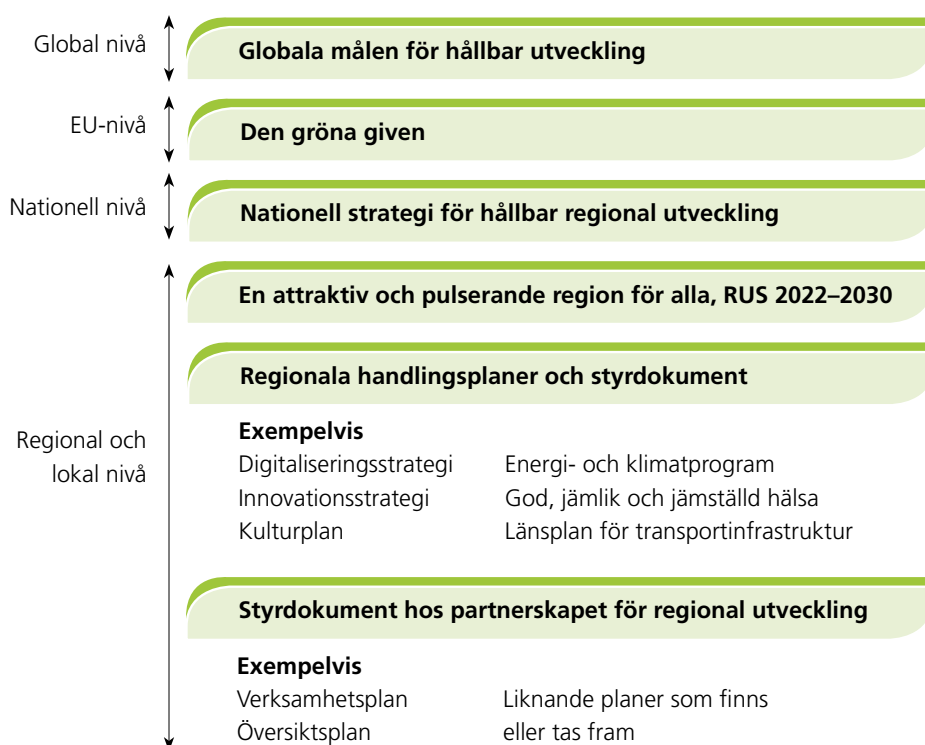 Global nivå
Globala målen för hållbar utveckling
EU-nivå
Den gröna given
Nationell nivå
Nationell strategi för hållbar regional utveckling
En attraktiv och pulserande region för alla, RUS 2022–2030
Regionala handlingsplaner och styrdokument
Regional och
lokal nivå
Exempelvis
Digitaliseringsstrategi Energi- och klimatprogram
Innovationsstrategi God, jämlik och jämställd hälsa
Kulturplan Länsplan för transportinfrastruktur
Styrdokument hos partnerskapet för regional utveckling
Exempelvis
Verksamhetsplan Liknande planer som finns
Översiktsplan eller tas fram